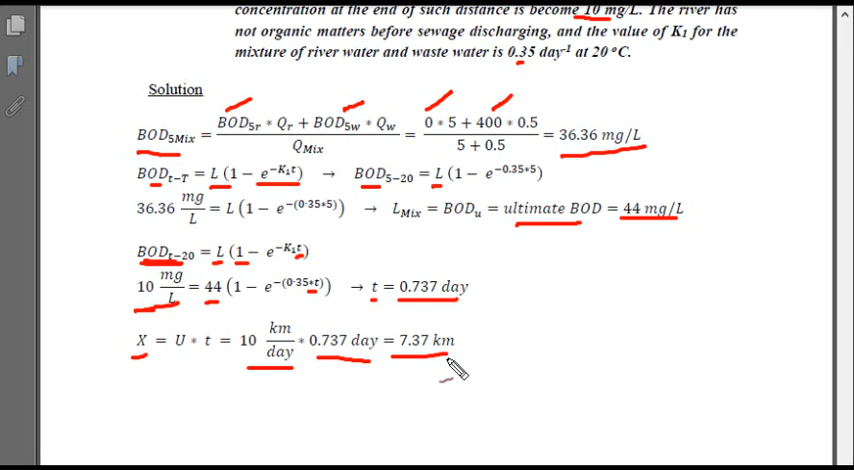 concentration at the end of such distance is become 10 mg/L. The river has
not organic matters before sewage discharging, and the value of K₁ for the
mixture of river water and waste water is 0.35 day⁻¹ at 20 ºC.
Solution
BOD₅Mix = (BOD₅r * Qr + BOD₅w * Qw) / QMix = (0 * 5 + 400 * 0.5) / (5 + 0.5) = 36.36 mg/L
BODt−T = L (1 − e^−K₁t) → BOD₅₋₂₀ = L (1 − e^−0.35*5)
36.36 mg/L = L (1 − e^−(0·35*5)) → LMix = BODu = ultimate BOD = 44 mg/L
BODt−20 = L (1 − e^−K₁t)
10 mg/L = 44 (1 − e^−(0·35*t)) → t = 0.737 day
X = U * t = 10 km/day * 0.737 day = 7.37 km